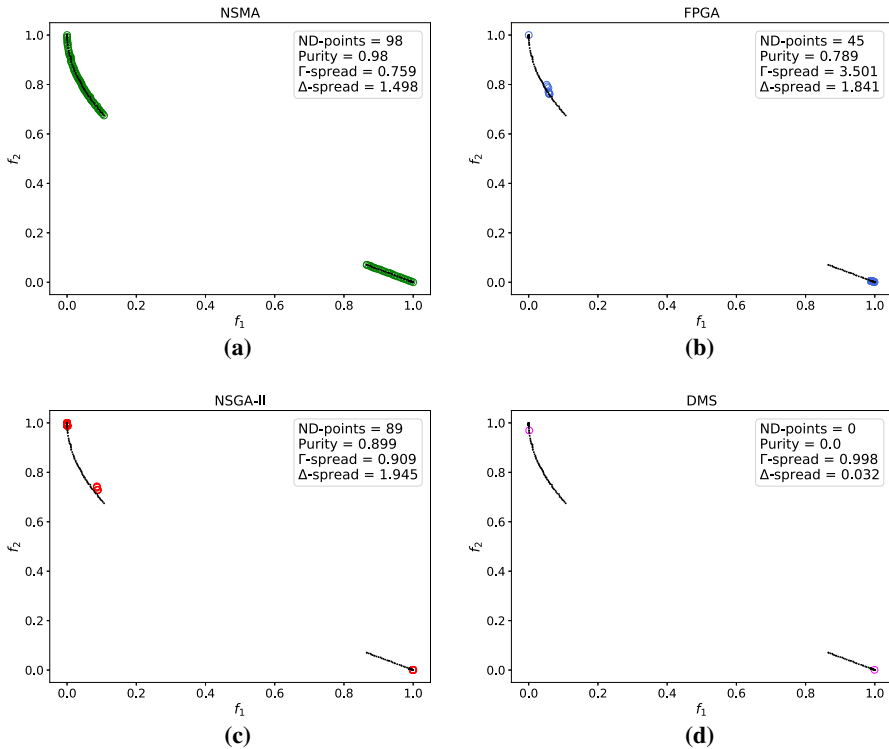 NSMA
ND-points = 98
Purity = 0.98
Γ-spread = 0.759
Δ-spread = 1.498
1.0
0.8
0.6
0.4
0.2
0.0
f₂
0.0 0.2 0.4 0.6 0.8 1.0
f₁
(a)
FPGA
ND-points = 45
Purity = 0.789
Γ-spread = 3.501
Δ-spread = 1.841
1.0
0.8
0.6
0.4
0.2
0.0
f₂
0.0 0.2 0.4 0.6 0.8 1.0
f₁
(b)
NSGA-II
ND-points = 89
Purity = 0.899
Γ-spread = 0.909
Δ-spread = 1.945
1.0
0.8
0.6
0.4
0.2
0.0
f₂
0.0 0.2 0.4 0.6 0.8 1.0
f₁
(c)
DMS
ND-points = 0
Purity = 0.0
Γ-spread = 0.998
Δ-spread = 0.032
1.0
0.8
0.6
0.4
0.2
0.0
f₂
0.0 0.2 0.4 0.6 0.8 1.0
f₁
(d)